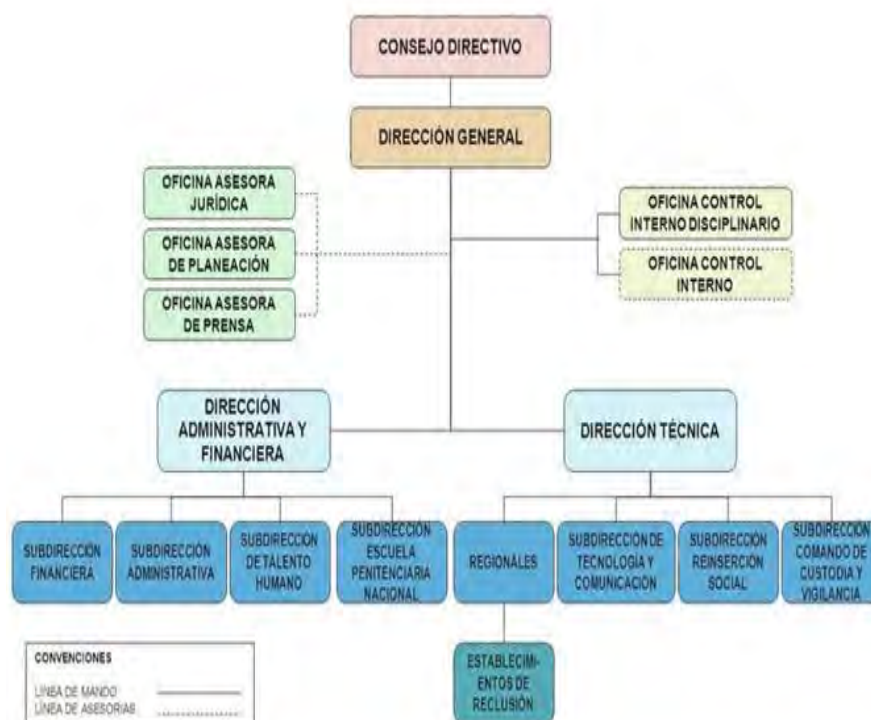 CONSEJO DIRECTIVO
DIRECCIÓN GENERAL
OFICINA ASESORA
JURÍDICA
OFICINA ASESORA
DE PLANEACIÓN
OFICINA ASESORA
DE PRENSA
OFICINA CONTROL
INTERNO DISCIPLINARIO
OFICINA CONTROL
INTERNO
DIRECCIÓN
ADMINISTRATIVA Y
FINANCIERA
DIRECCIÓN TÉCNICA
SUBDIRECCIÓN
FINANCIERA
SUBDIRECCIÓN
ADMINISTRATIVA
SUBDIRECCIÓN
DE TALENTO
HUMANO
SUBDIRECCIÓN
ESCUELA
PENITENCIARIA
NACIONAL
REGIONALES
SUBDIRECCIÓN DE
TECNOLOGÍA Y
COMUNICACIÓN
SUBDIRECCIÓN
REINSERCIÓN
SOCIAL
SUBDIRECCIÓN
COMANDO DE
CUSTODIA Y
VIGILANCIA
ESTABLECIMI-
ENTOS DE
RECLUSIÓN
CONVENCIONES
LÍNEA DE MANDO
LÍNEA DE ASESORIAS